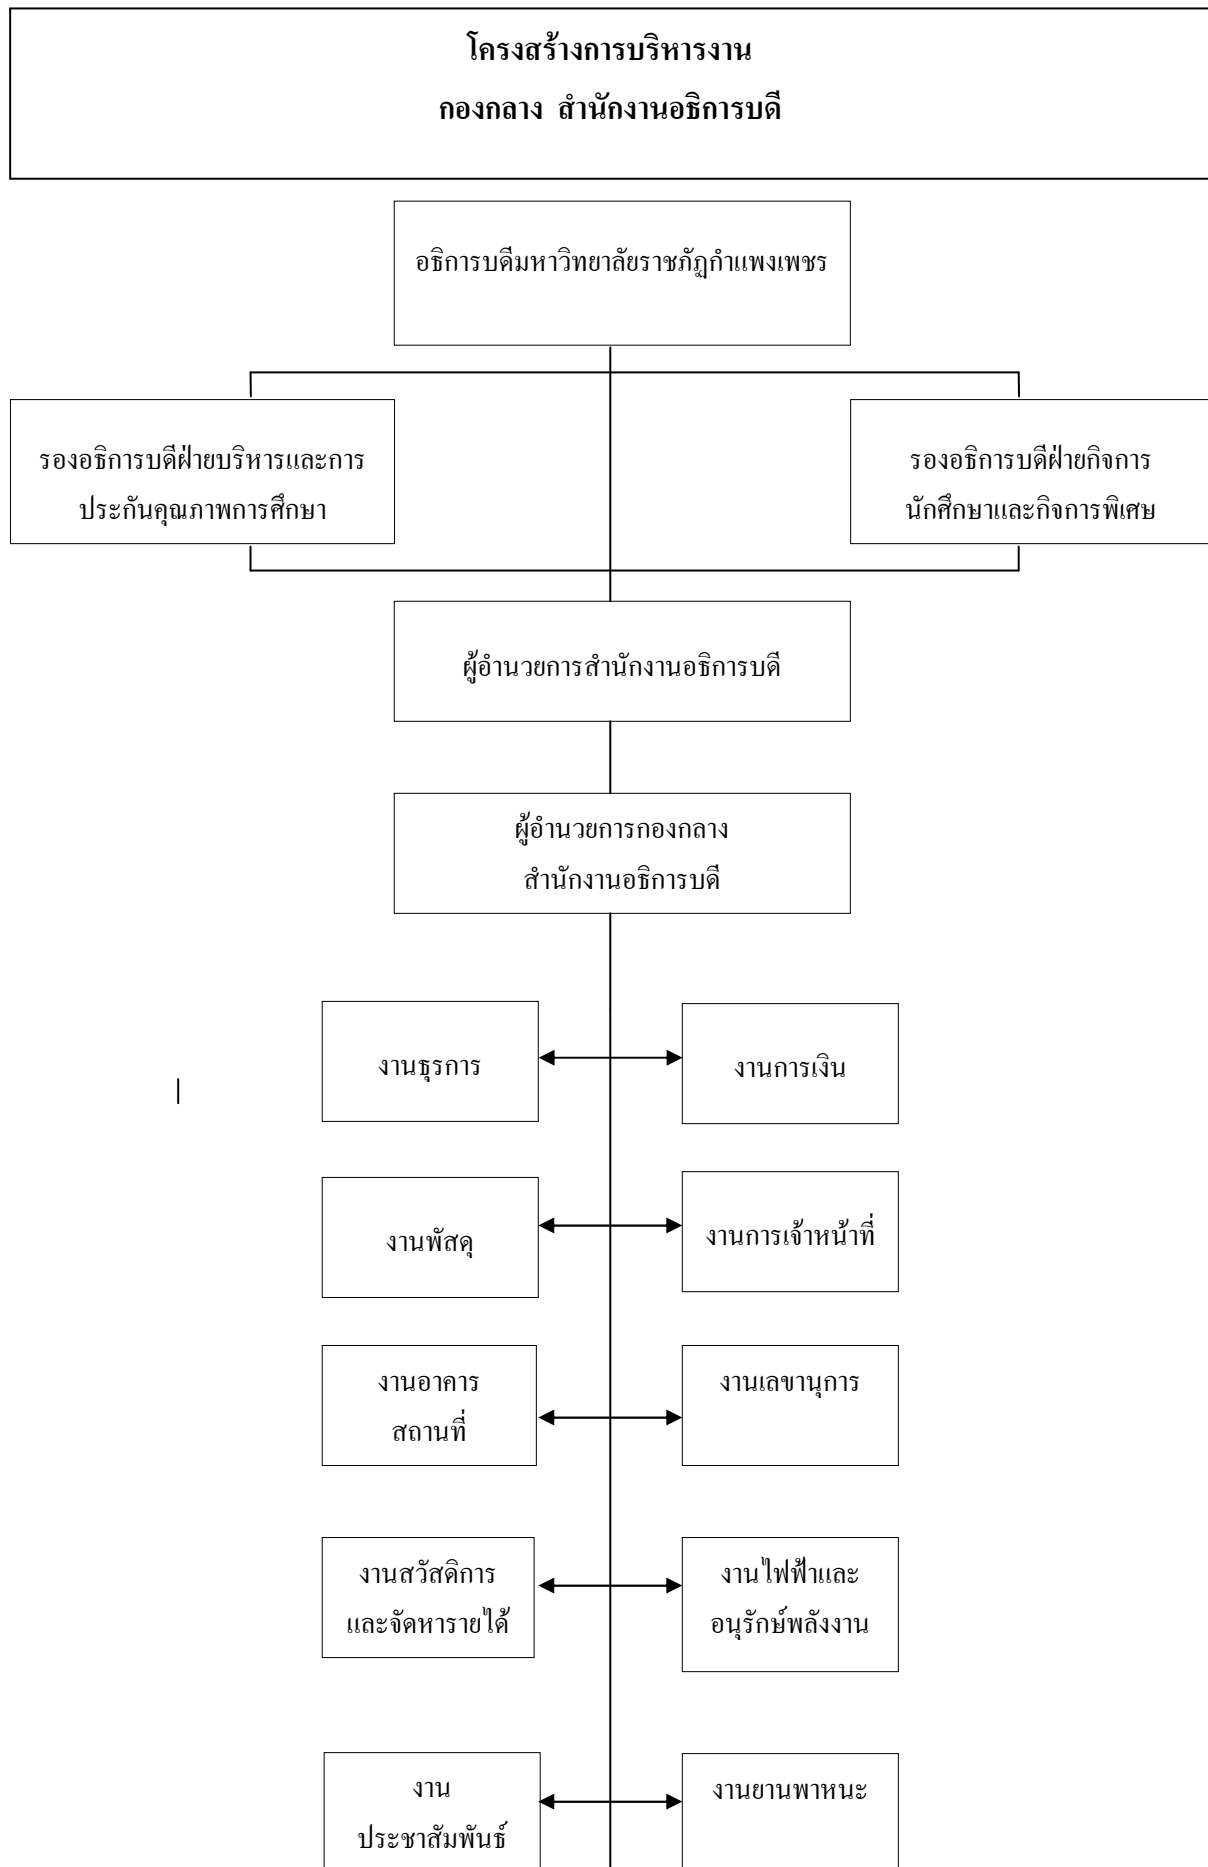 โครงสร้างการบริหารงาน
กองกลาง สำนักงานอธิการบดี
อธิการบดีมหาวิทยาลัยราชภัฏกำแพงเพชร
รองอธิการบดีฝ่ายบริหารและการ
ประกันคุณภาพการศึกษา
รองอธิการบดีฝ่ายกิจการ
นักศึกษาและกิจการพิเศษ
ผู้อำนวยการสำนักงานอธิการบดี
ผู้อำนวยการกองกลาง
สำนักงานอธิการบดี
งานธุรการ
งานการเงิน
งานพัสดุ
งานการเจ้าหน้าที่
งานอาคาร
สถานที่
งานเลขานุการ
งานสวัสดิการ
และจัดหารายได้
งานไฟฟ้าและ
อนุรักษ์พลังงาน
งาน
ประชาสัมพันธ์
งานยานพาหนะ